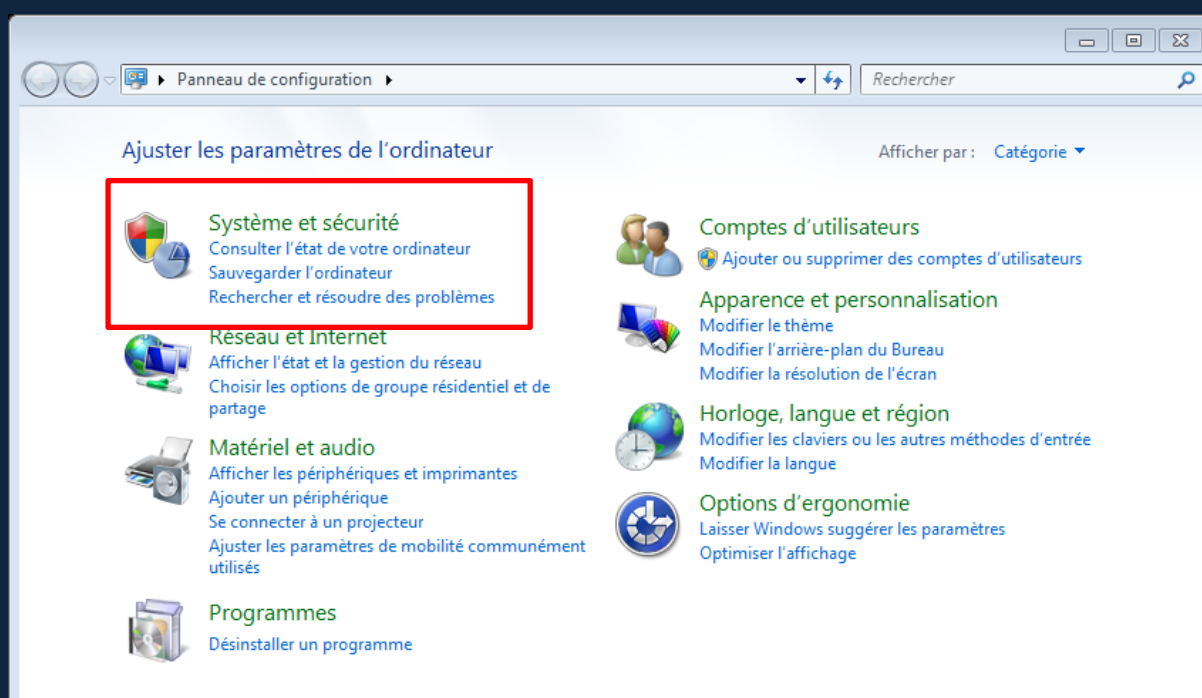 Panneau de configuration
Rechercher
Ajuster les paramètres de l'ordinateur
Afficher par : Catégorie
Système et sécurité
Consulter l'état de votre ordinateur
Sauvegarder l'ordinateur
Rechercher et résoudre des problèmes
Réseau et Internet
Afficher l'état et la gestion du réseau
Choisir les options de groupe résidentiel et de
partage
Matériel et audio
Afficher les périphériques et imprimantes
Ajouter un périphérique
Se connecter à un projecteur
Ajuster les paramètres de mobilité communément
utilisés
Programmes
Désinstaller un programme
Comptes d'utilisateurs
Ajouter ou supprimer des comptes d'utilisateurs
Apparence et personnalisation
Modifier le thème
Modifier l'arrière-plan du Bureau
Modifier la résolution de l'écran
Horloge, langue et région
Modifier les claviers ou les autres méthodes d'entrée
Modifier la langue
Options d'ergonomie
Laisser Windows suggérer les paramètres
Optimiser l'affichage